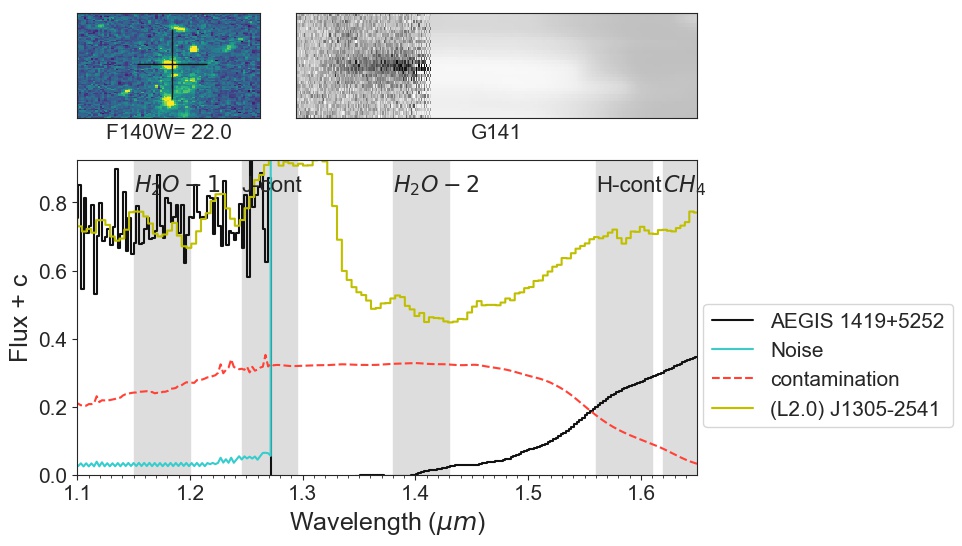 F140W= 22.0
G141
H₂O − 1
J-cont
H₂O − 2
H-cont
CH₄
0.8
0.6
0.4
0.2
0.0
Flux + c
1.1
1.2
1.3
1.4
1.5
1.6
Wavelength (μm)
AEGIS 1419+5252
Noise
contamination
(L2.0) J1305-2541